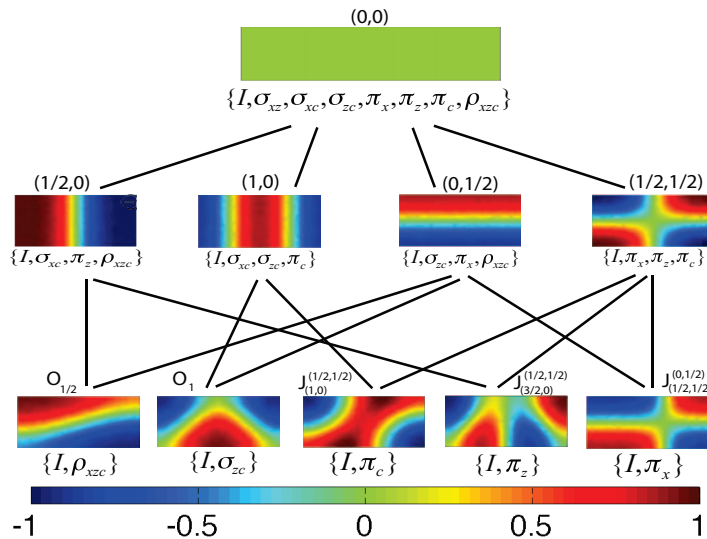 (0,0)
{I,σ_xz,σ_xc,σ_zc,π_x,π_z,π_c,ρ_xzc}
(1/2,0) (1,0) (0,1/2) (1/2,1/2)
{I,σ_xc,π_z,ρ_xzc} {I,σ_xc,σ_zc,π_c} {I,σ_zc,π_x,ρ_xzc} {I,π_x,π_z,π_c}
O_1/2 O_1 J_(1,0)^(1/2,1/2) J_(3/2,0)^(1/2,1/2) J_(1/2,1/2)^(0,1/2)
{I,ρ_xzc} {I,σ_zc} {I,π_c} {I,π_z} {I,π_x}
-1 -0.5 0 0.5 1